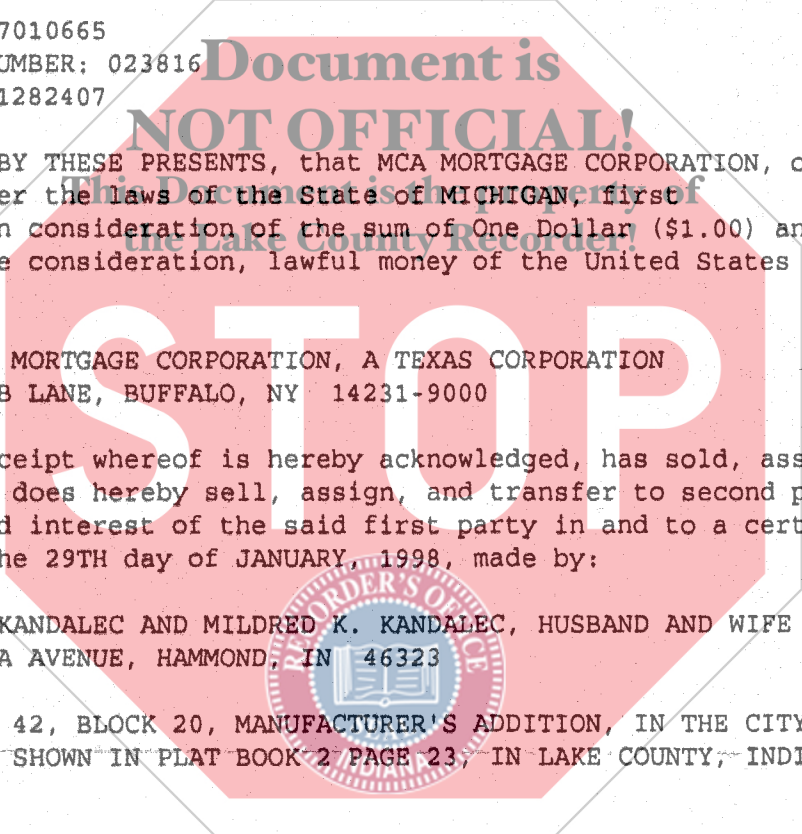 7010665
UMBER: 023816
1282407
Document is
NOT OFFICIAL!
This Document is the property of
the Lake County Recorder!
BY THESE PRESENTS, that MCA MORTGAGE CORPORATION, c
er the laws of the State of MICHIGAN, first
n consideration of the sum of One Dollar ($1.00) an
e consideration, lawful money of the United States
STOP
MORTGAGE CORPORATION, A TEXAS CORPORATION
B LANE, BUFFALO, NY 14231-9000
ceipt whereof is hereby acknowledged, has sold, ass
does hereby sell, assign, and transfer to second p
d interest of the said first party in and to a cert
he 29TH day of JANUARY, 1998, made by:
KANDALEC AND MILDRED K. KANDALEC, HUSBAND AND WIFE
A AVENUE, HAMMOND, IN 46323
RECORDER'S OFFICE
42, BLOCK 20, MANUFACTURER'S ADDITION, IN THE CITY
SHOWN IN PLAT BOOK 2 PAGE 23, IN LAKE COUNTY, INDI
INDIANA